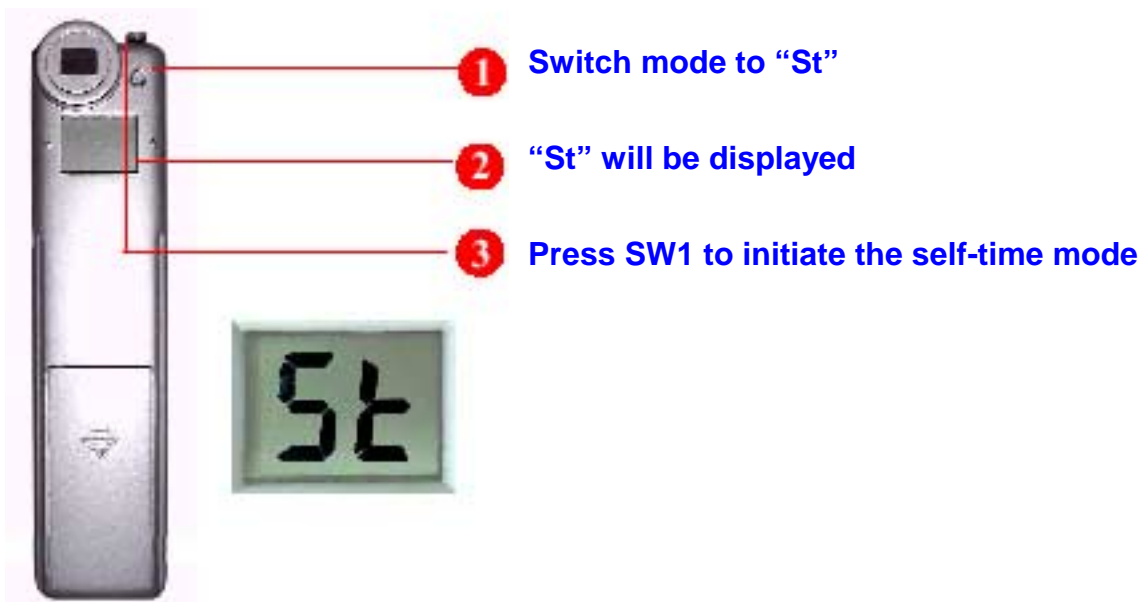 1 Switch mode to “St”
2 “St” will be displayed
3 Press SW1 to initiate the self-time mode
St